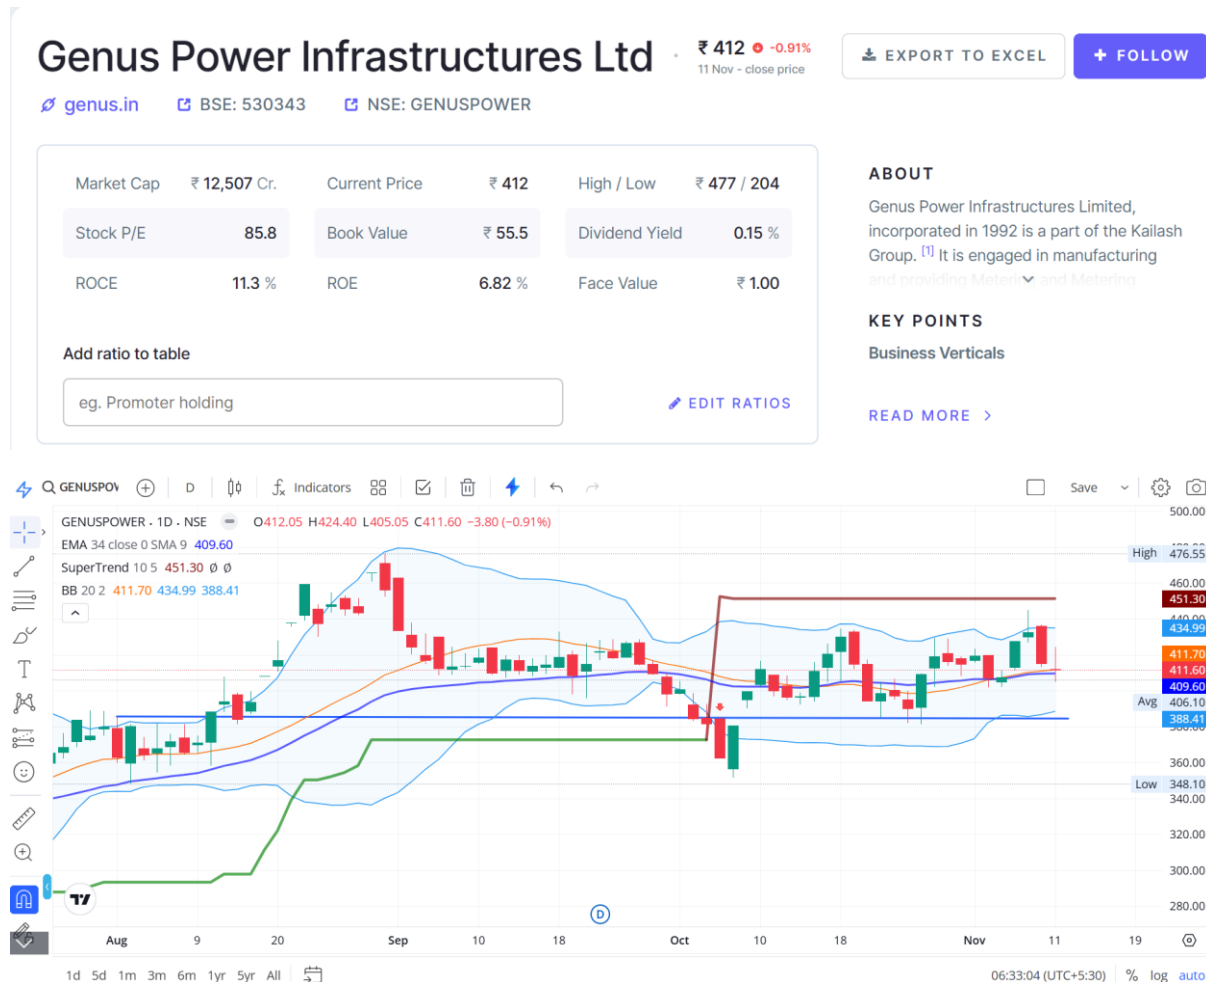 Genus Power Infrastructures Ltd
₹ 412 -0.91%
11 Nov - close price
EXPORT TO EXCEL
FOLLOW
genus.in
BSE: 530343
NSE: GENUSPOWER
Market Cap ₹ 12,507 Cr.
Current Price ₹ 412
High / Low ₹ 477 / 204
Stock P/E 85.8
Book Value ₹ 55.5
Dividend Yield 0.15 %
ROCE 11.3 %
ROE 6.82 %
Face Value ₹ 1.00
Add ratio to table
eg. Promoter holding
EDIT RATIOS
ABOUT
Genus Power Infrastructures Limited,
incorporated in 1992 is a part of the Kailash
Group. [1] It is engaged in manufacturing
and providing Metering and Metering
KEY POINTS
Business Verticals
READ MORE
GENUSPOW
D
Indicators
Save
GENUSPOWER · 1D · NSE O412.05 H424.40 L405.05 C411.60 −3.80 (−0.91%)
EMA 34 close 0 SMA 9 409.60
SuperTrend 10 5 451.30 Ø Ø
BB 20 2 411.70 434.99 388.41
500.00
High 476.55
460.00
451.30
434.99
411.70
411.60
409.60
Avg 406.10
388.41
360.00
Low 348.10
340.00
320.00
300.00
280.00
D
Aug 9 20 Sep 10 18 Oct 10 18 Nov 11 19
1d 5d 1m 3m 6m 1yr 5yr All
06:33:04 (UTC+5:30) % log auto